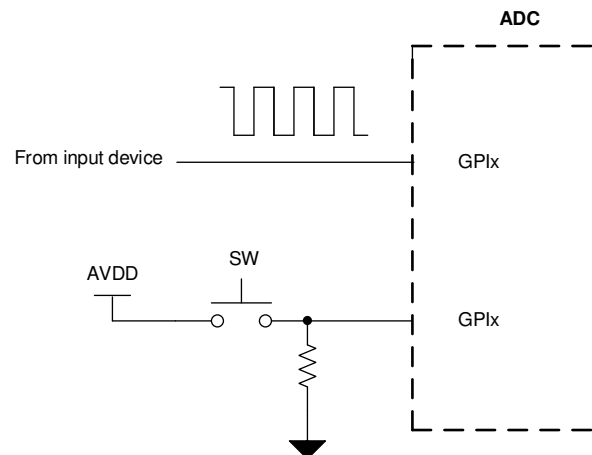 ADC
From input device
GPIx
SW
AVDD
GPIx